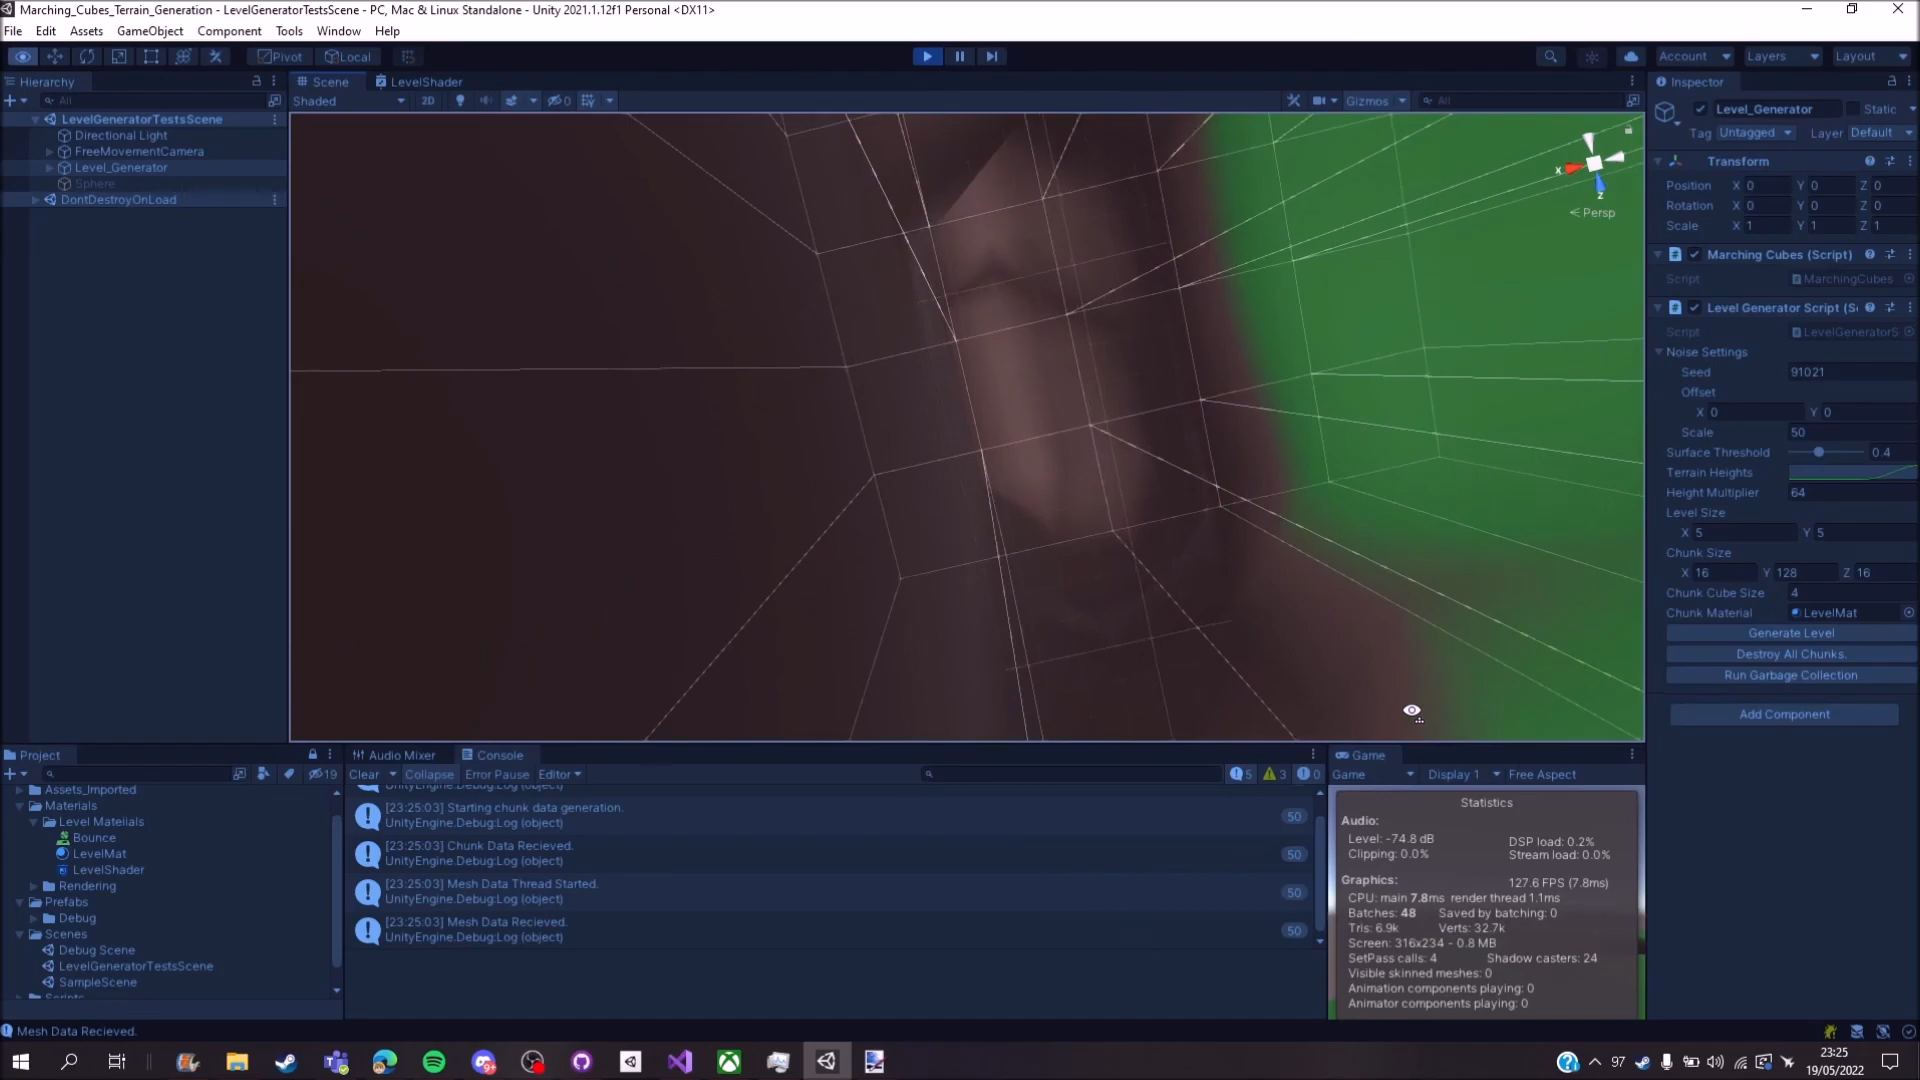 Marching_Cubes_Terrain_Generation - LevelGeneratorTestsScene - PC, Mac & Linux Standalone - Unity 2021.1.12f1 Personal <DX11>
File Edit Assets GameObject Component Tools Window Help
Pivot Local Account Layers Layout
Hierarchy Scene LevelShader Inspector
All Shaded 2D 0 Gizmos All
Level_Generator Static
Tag Untagged Layer Default
LevelGeneratorTestsScene
Directional Light
FreeMovementCamera
Level_Generator
Sphere
DontDestroyOnLoad
x
z
Persp
Transform
Position X 0 Y 0 Z 0
Rotation X 0 Y 0 Z 0
Scale X 1 Y 1 Z 1
Marching Cubes (Script)
Script MarchingCubes
Level Generator Script (S
Script LevelGeneratorS
Noise Settings
Seed 91021
Offset
X 0 Y 0
Scale 50
Surface Threshold 0.4
Terrain Heights
Height Multiplier 64
Level Size
X 5 Y 5
Chunk Size
X 16 Y 128 Z 16
Chunk Cube Size 4
Chunk Material LevelMat
Generate Level
Destroy All Chunks.
Run Garbage Collection
Add Component
Project
19
Assets_Imported
Materials
Level Mateiials
Bounce
LevelMat
LevelShader
Rendering
Prefabs
Debug
Scenes
Debug Scene
LevelGeneratorTestsScene
SampleScene
Scripts
Audio Mixer Console
Clear Collapse Error Pause Editor 5 3 0
UnityEngine.Debug:Log (object)
[23:25:03] Starting chunk data generation.
UnityEngine.Debug:Log (object)
50
[23:25:03] Chunk Data Recieved.
UnityEngine.Debug:Log (object)
50
[23:25:03] Mesh Data Thread Started.
UnityEngine.Debug:Log (object)
50
[23:25:03] Mesh Data Recieved.
UnityEngine.Debug:Log (object)
50
Game
Game Display 1 Free Aspect
Statistics
Audio:
Level: -74.8 dB DSP load: 0.2%
Clipping: 0.0% Stream load: 0.0%
Graphics: 127.6 FPS (7.8ms)
CPU: main 7.8ms render thread 1.1ms
Batches: 48 Saved by batching: 0
Tris: 6.9k Verts: 32.7k
Screen: 316x234 - 0.8 MB
SetPass calls: 4 Shadow casters: 24
Visible skinned meshes: 0
Animation components playing: 0
Animator components playing: 0
Mesh Data Recieved.
97
23:25
19/05/2022